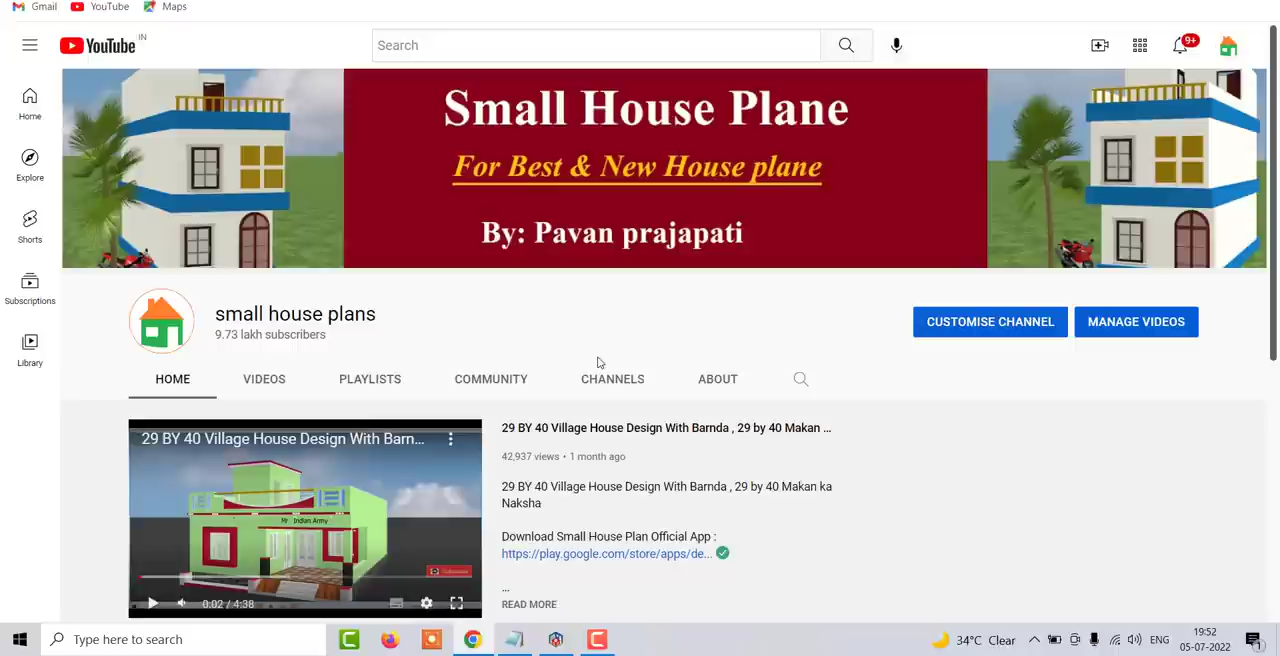 Gmail
YouTube
Maps
YouTube IN
Search
9+
Home
Explore
Shorts
Subscriptions
Library
Small House Plane
For Best & New House plane
By: Pavan prajapati
small house plans
9.73 lakh subscribers
CUSTOMISE CHANNEL
MANAGE VIDEOS
HOME
VIDEOS
PLAYLISTS
COMMUNITY
CHANNELS
ABOUT
29 BY 40 Village House Design With Barn...
Mr Indian Army
0:02 / 4:38
29 BY 40 Village House Design With Barnda , 29 by 40 Makan ...
42,937 views • 1 month ago
29 BY 40 Village House Design With Barnda , 29 by 40 Makan ka
Naksha
Download Small House Plan Official App :
https://play.google.com/store/apps/de...
...
READ MORE
Type here to search
34°C Clear
ENG
19:52
05-07-2022
1